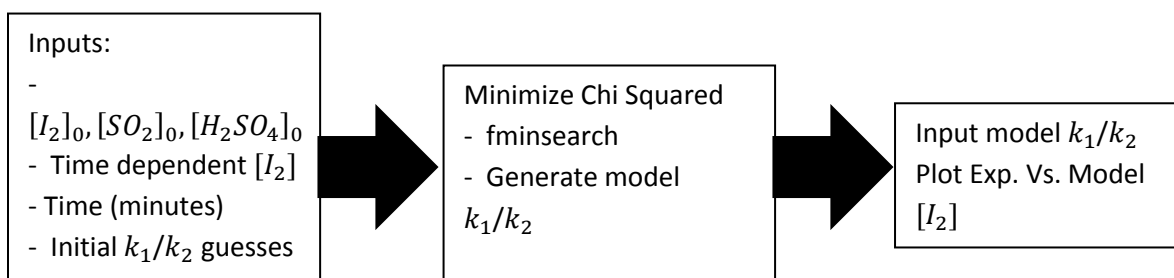 Inputs:
-
[I₂]₀, [SO₂]₀, [H₂SO₄]₀
- Time dependent [I₂]
- Time (minutes)
- Initial k₁/k₂ guesses
Minimize Chi Squared
- fminsearch
- Generate model
k₁/k₂
Input model k₁/k₂
Plot Exp. Vs. Model
[I₂]